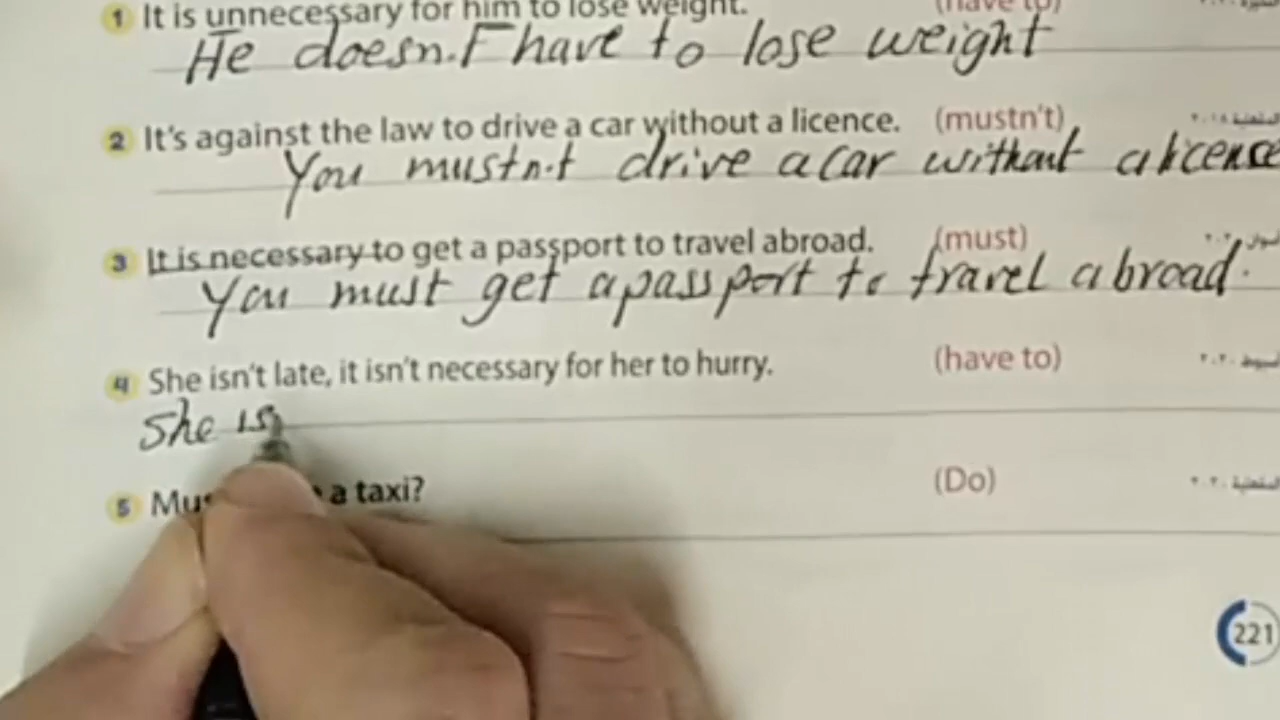 1 It is unnecessary for him to lose weight. (have to)
He doesn.t have to lose weight
2 It's against the law to drive a car without a licence. (mustn't)
You mustn.t drive a car without a licence
3 It is necessary to get a passport to travel abroad. (must)
You must get a passport to travel abroad.
4 She isn't late, it isn't necessary for her to hurry. (have to)
She is
5 a taxi? (Do)
221